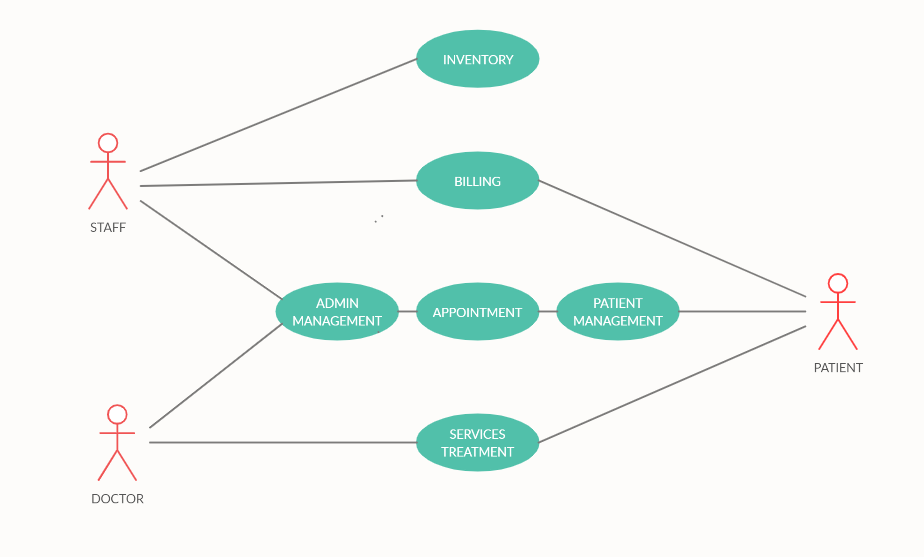 INVENTORY
BILLING
STAFF
ADMIN
MANAGEMENT
APPOINTMENT
PATIENT
MANAGEMENT
PATIENT
SERVICES
TREATMENT
DOCTOR